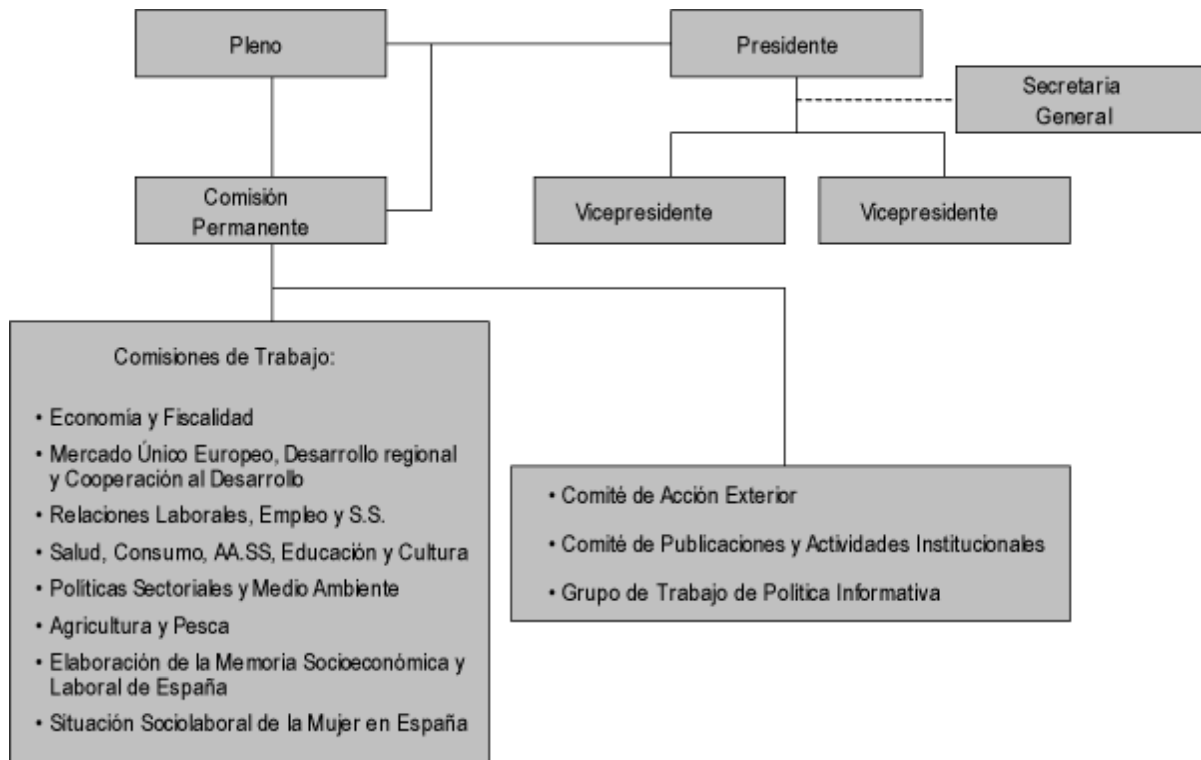 Pleno
Presidente
Secretaria
General
Comisión
Permanente
Vicepresidente
Vicepresidente
Comisiones de Trabajo:
• Economía y Fiscalidad
• Mercado Único Europeo, Desarrollo regional
y Cooperación al Desarrollo
• Relaciones Laborales, Empleo y S.S.
• Salud, Consumo, AA.SS, Educación y Cultura
• Políticas Sectoriales y Medio Ambiente
• Agricultura y Pesca
• Elaboración de la Memoria Socioeconómica y
Laboral de España
• Situación Sociolaboral de la Mujer en España
• Comité de Acción Exterior
• Comité de Publicaciones y Actividades Institucionales
• Grupo de Trabajo de Política Informativa